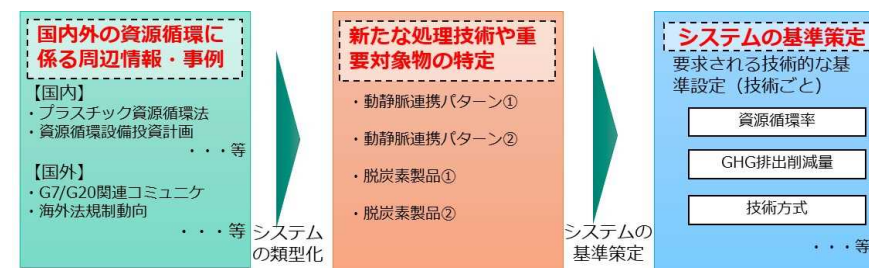 国内外の資源循環に
係る周辺情報・事例
【国内】
・プラスチック資源循環法
・資源循環設備投資計画
・・・等
【国外】
・G7/G20関連コミュニケ
・海外法規制動向
・・・等
システム
の類型化
新たな処理技術や重
要対象物の特定
・動静脈連携パターン①
・動静脈連携パターン②
・脱炭素製品①
・脱炭素製品②
システムの
基準策定
システムの基準策定
要求される技術的な基
準設定（技術ごと）
資源循環率
GHG排出削減量
技術方式
・・・等